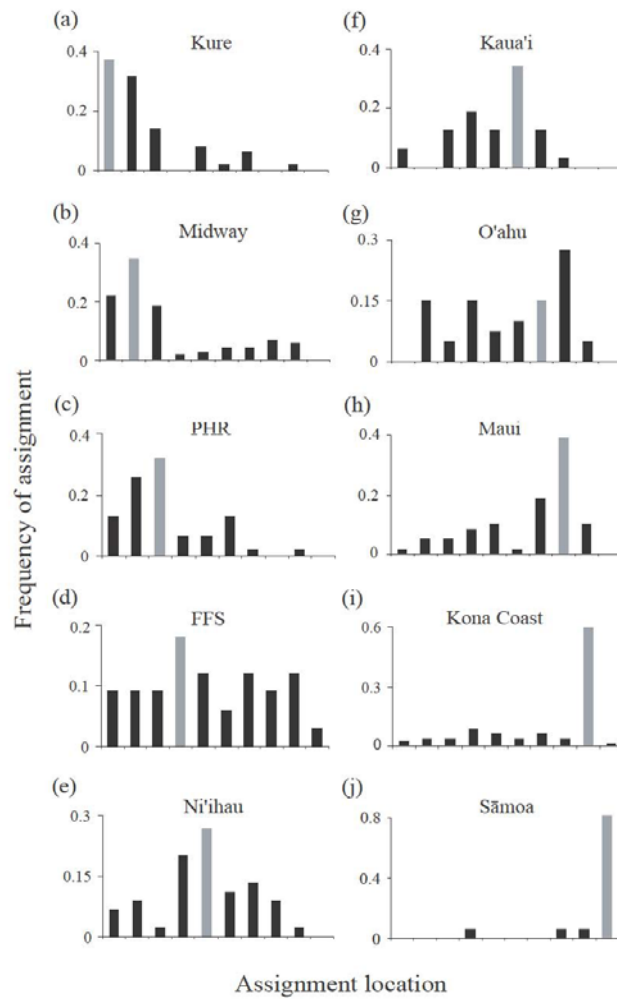 (a)
Kure
0.4
0.2
0
(b)
Midway
0.4
0.2
0
(c)
PHR
0.4
0.2
0
(d)
FFS
0.2
0.1
0
(e)
Ni'ihau
0.3
0.15
0
(f)
Kaua'i
0.4
0.2
0
(g)
O'ahu
0.3
0.15
0
(h)
Maui
0.4
0.2
0
(i)
Kona Coast
0.6
0.3
0
(j)
Sāmoa
0.8
0.4
0
Frequency of assignment
Assignment location